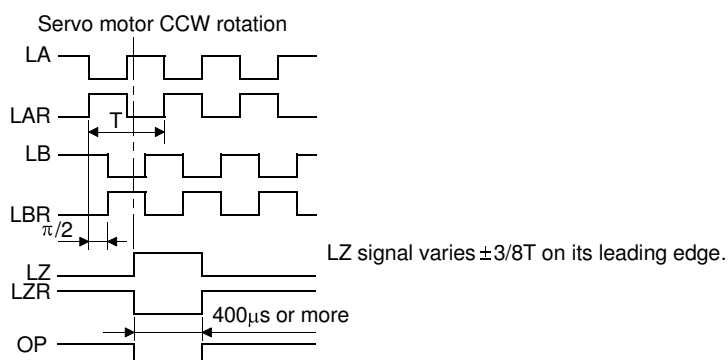 Servo motor CCW rotation
LA
LAR
T
LB
LBR
π/2
LZ signal varies ±3/8T on its leading edge.
LZ
LZR
400μs or more
OP